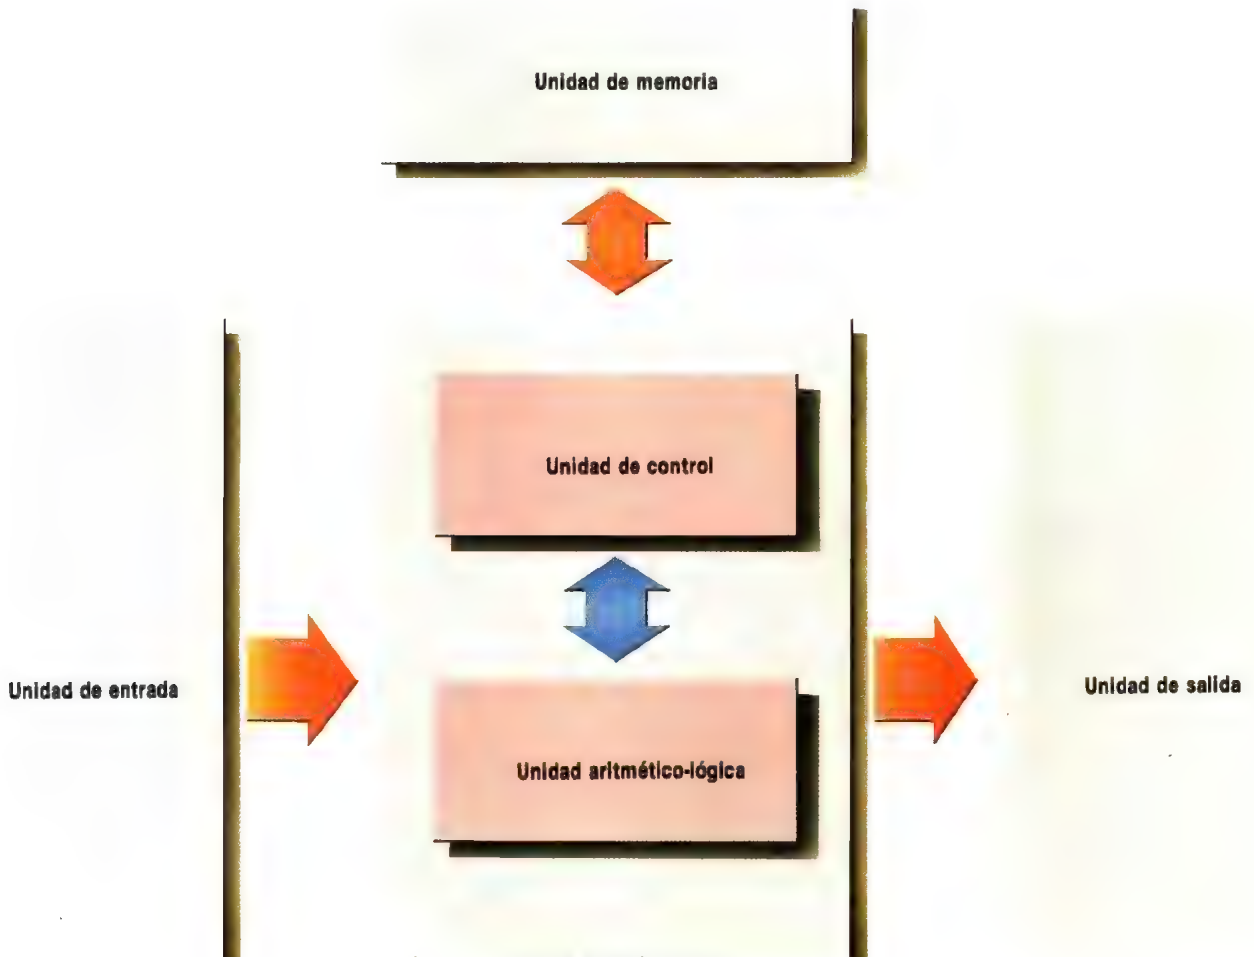 Unidad de memoria
Unidad de control
Unidad de entrada
Unidad de salida
Unidad aritmético-lógica